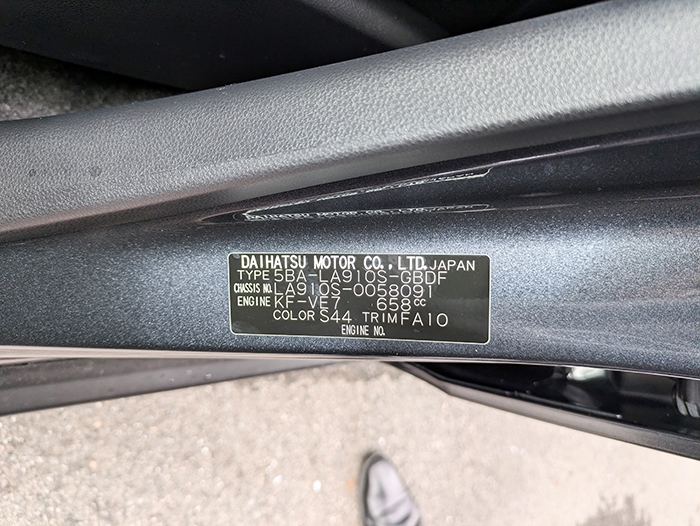 DAIHATSU MOTOR CO., LTD. JAPAN
TYPE 5BA-LA910S-GBDF
CHASSIS NO. LA910S-0058091
ENGINE KF-VE7 658cc
COLOR S44 TRIM FA10
ENGINE NO.